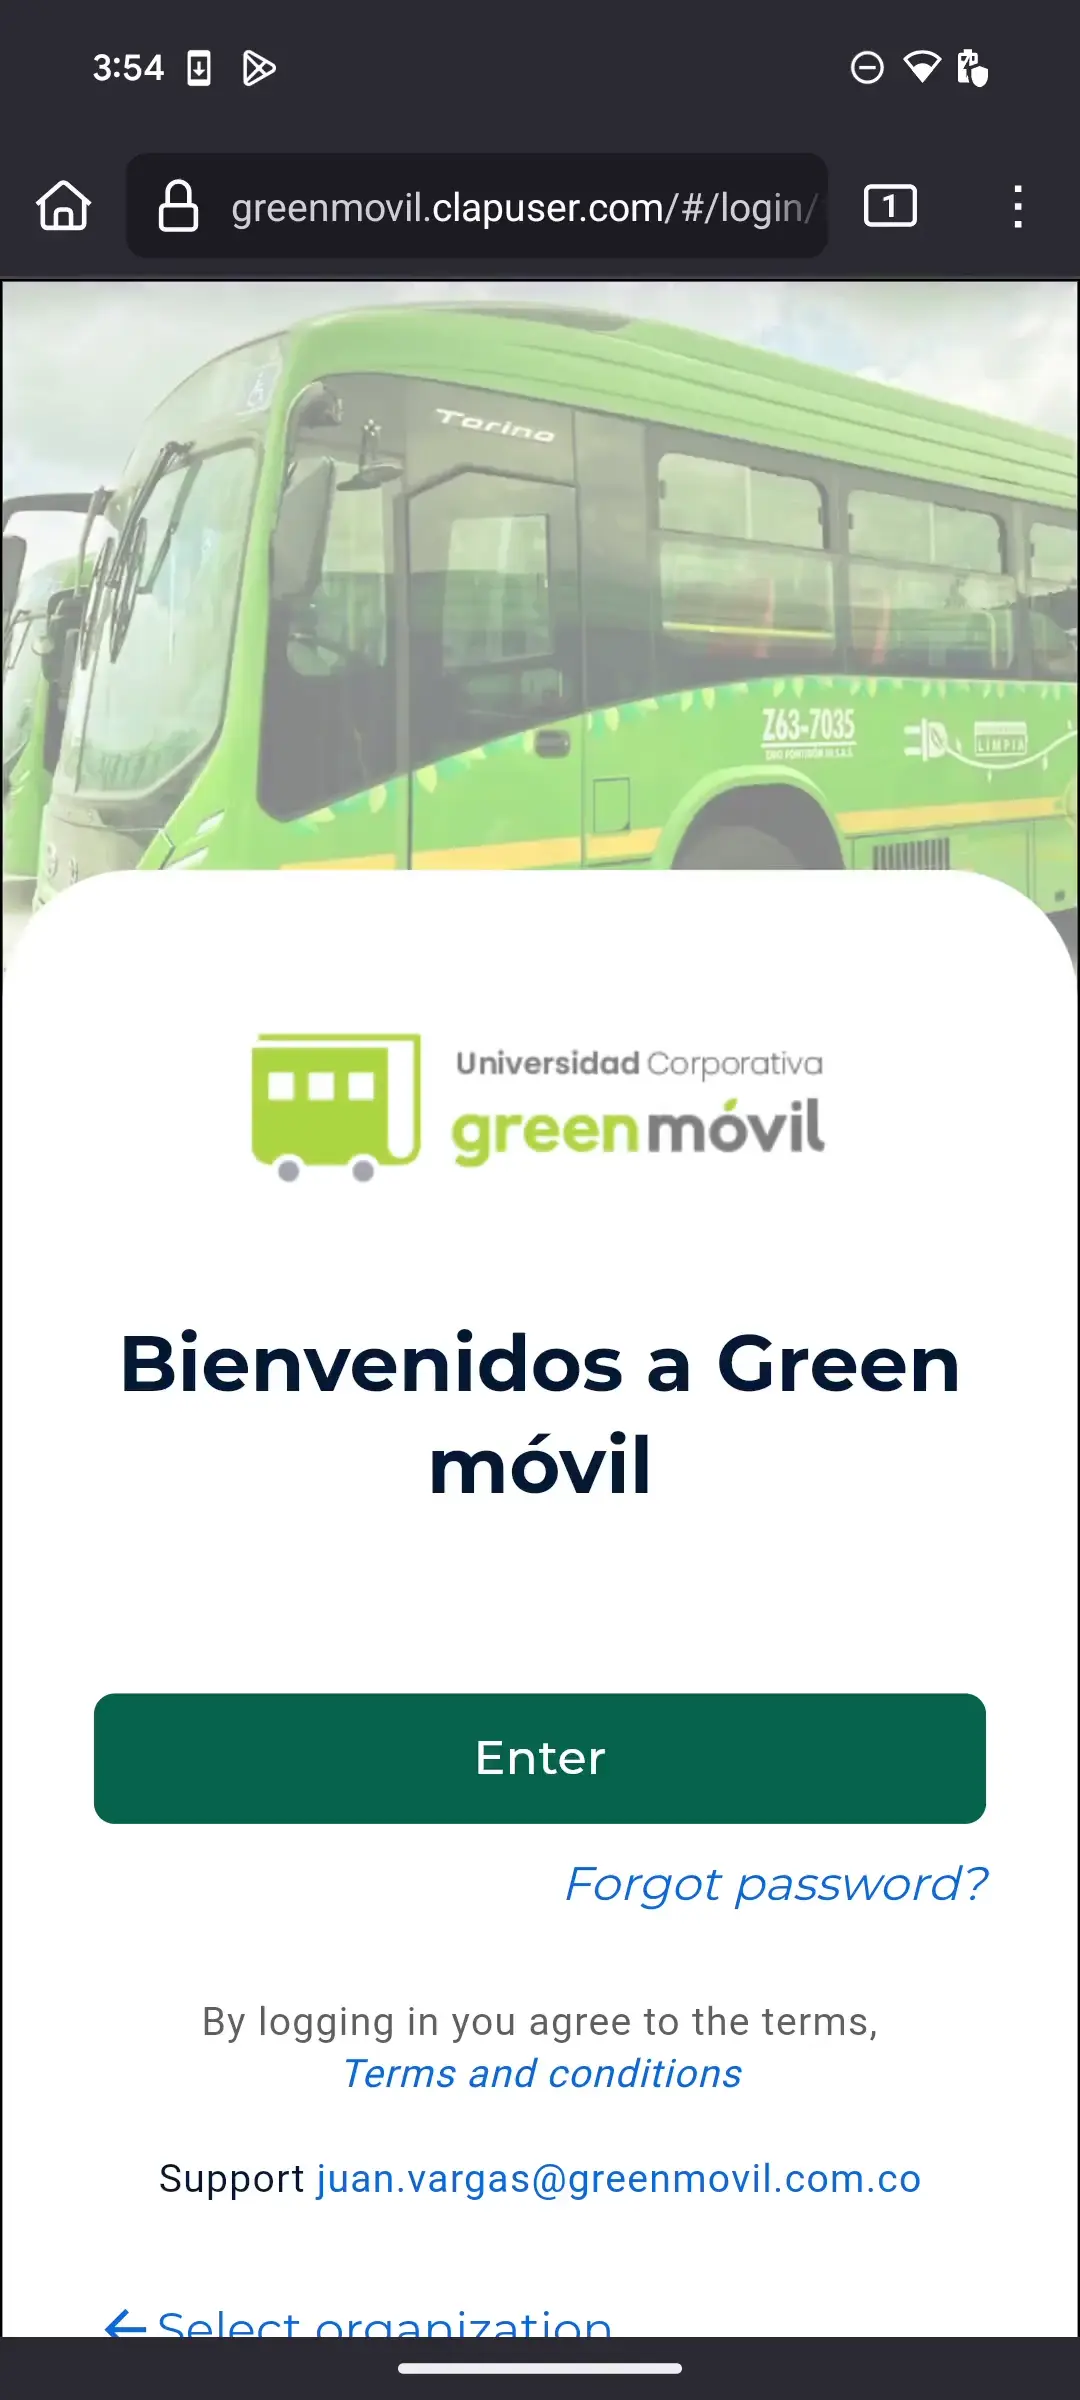 3:54
greenmovil.clapuser.com/#/login/
1
Torino
Z63-7035
LIMPIA
Universidad Corporativa
greenmóvil
Bienvenidos a Green
móvil
Enter
Forgot password?
By logging in you agree to the terms,
Terms and conditions
Support juan.vargas@greenmovil.com.co
Select organization